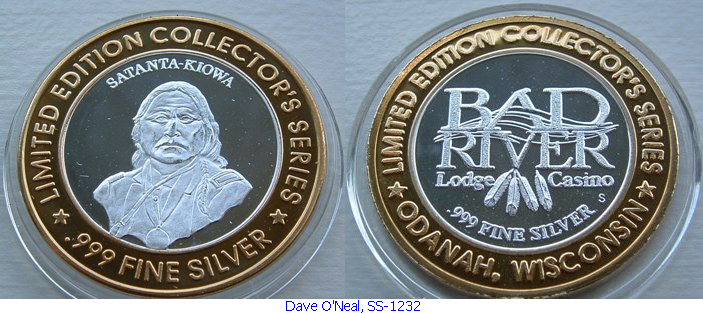 LIMITED EDITION COLLECTOR'S SERIES
SATANTA-KIOWA
★ .999 FINE SILVER ★
LIMITED EDITION COLLECTOR'S SERIES
BAD
RIVER
Lodge Casino
.999 FINE SILVER
S
★ ODANAH, WISCONSIN ★
Dave O'Neal, SS-1232